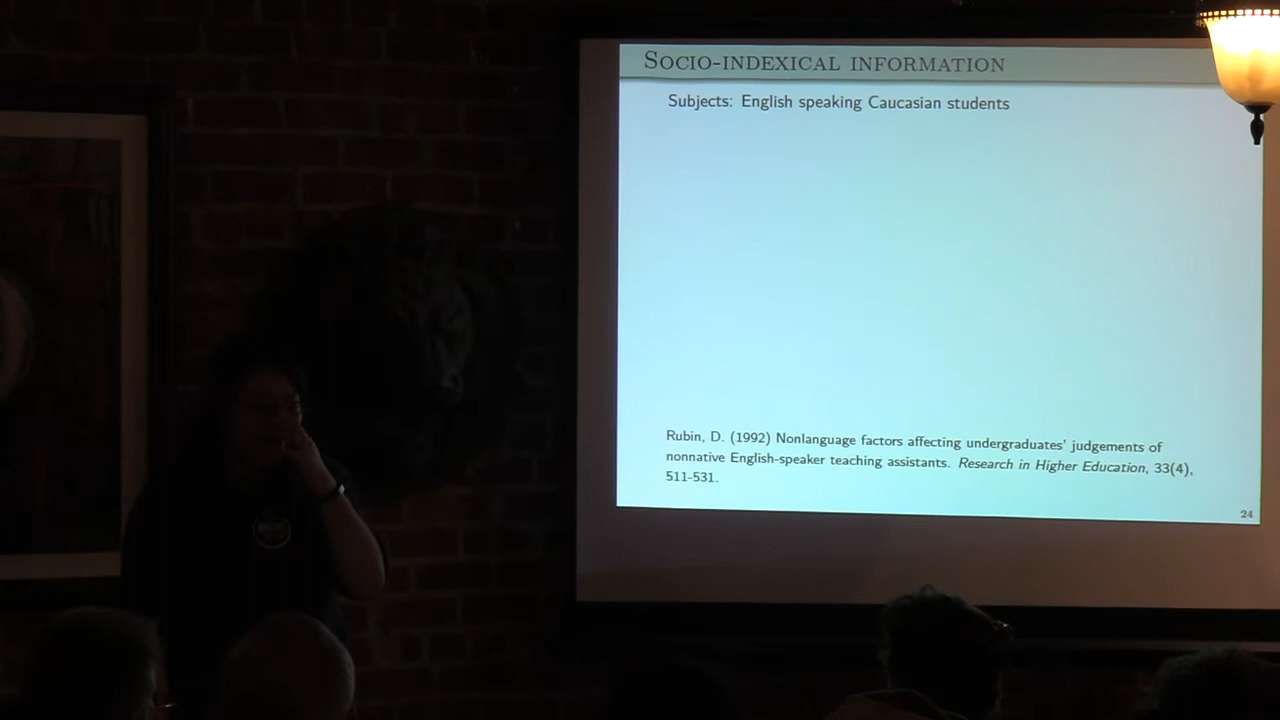 SOCIO-INDEXICAL INFORMATION
Subjects: English speaking Caucasian students
Rubin, D. (1992) Nonlanguage factors affecting undergraduates' judgements of
nonnative English-speaker teaching assistants. Research in Higher Education, 33(4),
511-531.
24